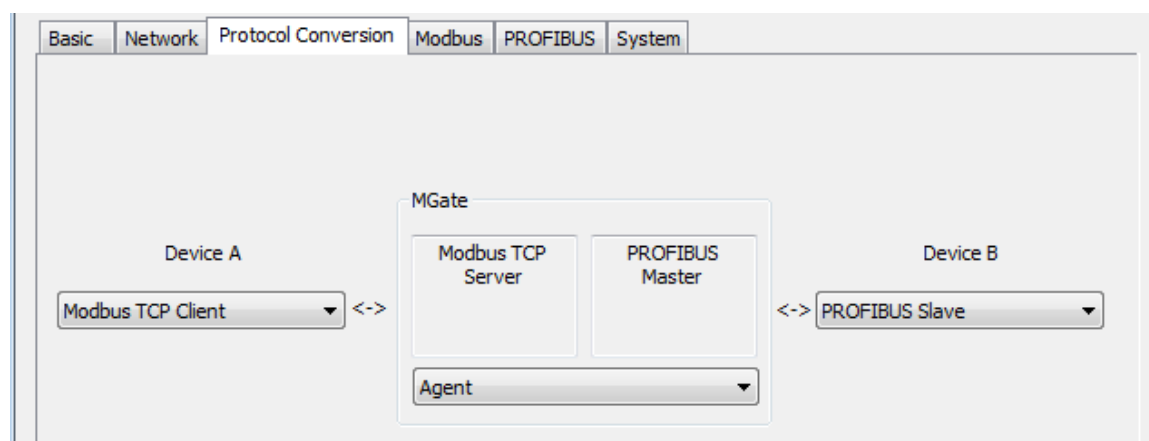 Basic Network Protocol Conversion Modbus PROFIBUS System
MGate
Device A
Modbus TCP Client
<->
Modbus TCP
Server
PROFIBUS
Master
Agent
Device B
<->
PROFIBUS Slave